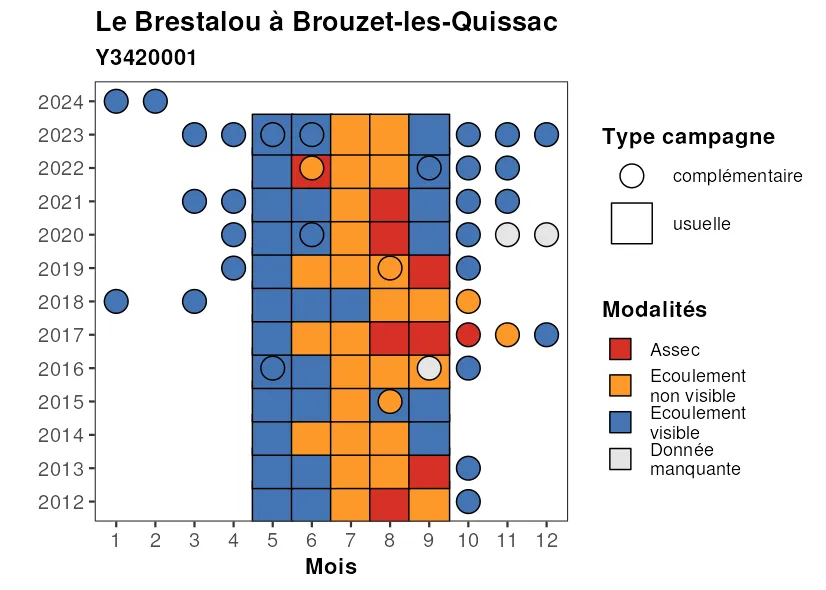 Le Brestalou à Brouzet-les-Quissac
Y3420001
2024
2023
2022
2021
2020
2019
2018
2017
2016
2015
2014
2013
2012
1 2 3 4 5 6 7 8 9 10 11 12
Mois
Type campagne
complémentaire
usuelle
Modalités
Assec
Ecoulement
non visible
Ecoulement
visible
Donnée
manquante